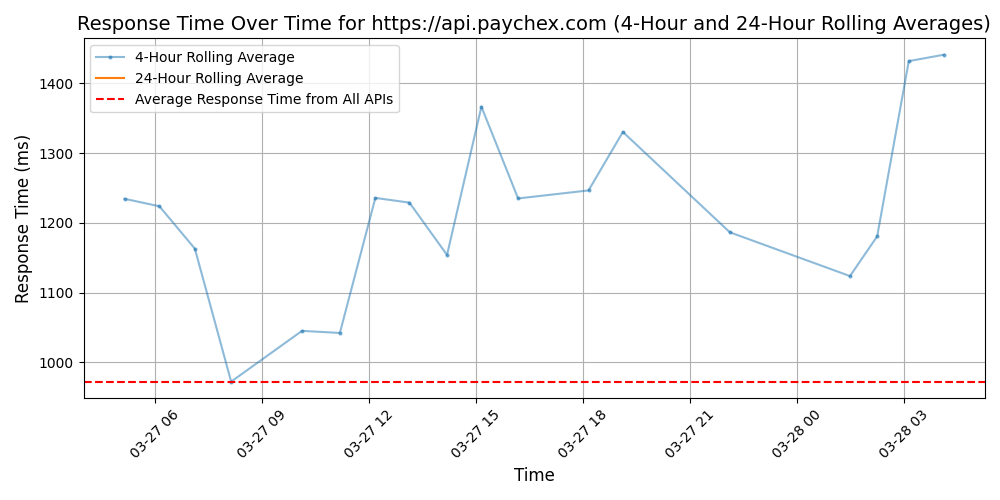 Response Time Over Time for https://api.paychex.com (4-Hour and 24-Hour Rolling Averages)
4-Hour Rolling Average
24-Hour Rolling Average
Average Response Time from All APIs
Response Time (ms)
1400
1300
1200
1100
1000
03-27 06
03-27 09
03-27 12
03-27 15
03-27 18
03-27 21
03-28 00
03-28 03
Time